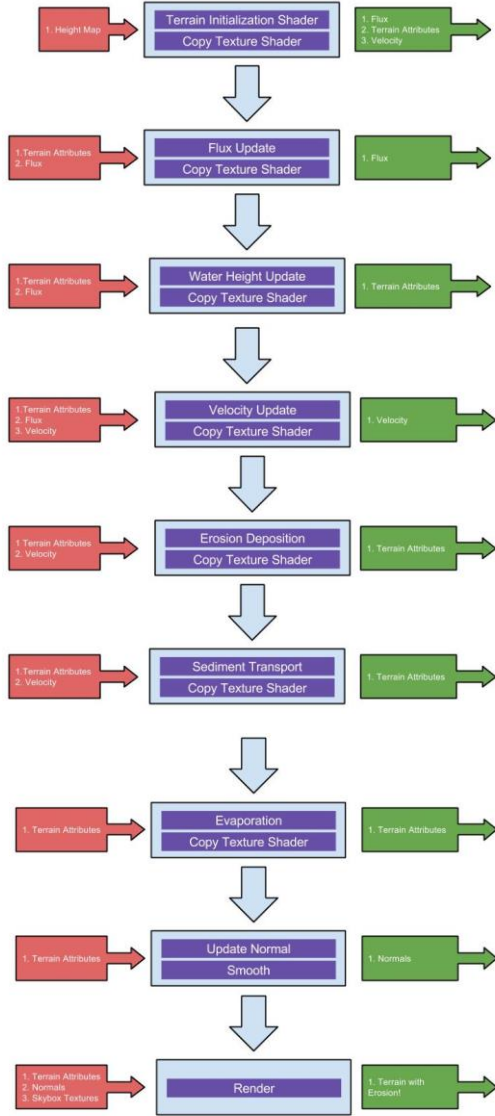 1. Height Map
Terrain Initialization Shader
Copy Texture Shader
1. Flux
2. Terrain Attributes
3. Velocity
1.Terrain Attributes
2. Flux
Flux Update
Copy Texture Shader
1. Flux
1.Terrain Attributes
2. Flux
Water Height Update
Copy Texture Shader
1. Terrain Attributes
1.Terrain Attributes
2. Flux
3. Velocity
Velocity Update
Copy Texture Shader
1. Velocity
1 Terrain Attributes
2. Velocity
Erosion Deposition
Copy Texture Shader
1. Terrain Attributes
1.Terrain Attributes
2. Velocity
Sediment Transport
Copy Texture Shader
1. Terrain Attributes
1. Terrain Attributes
Evaporation
Copy Texture Shader
1. Terrain Attributes
1. Terrain Attributes
Update Normal
Smooth
1. Normals
1. Terrain Attributes
2. Normals
3. Skybox Textures
Render
1. Terrain with
Erosion!